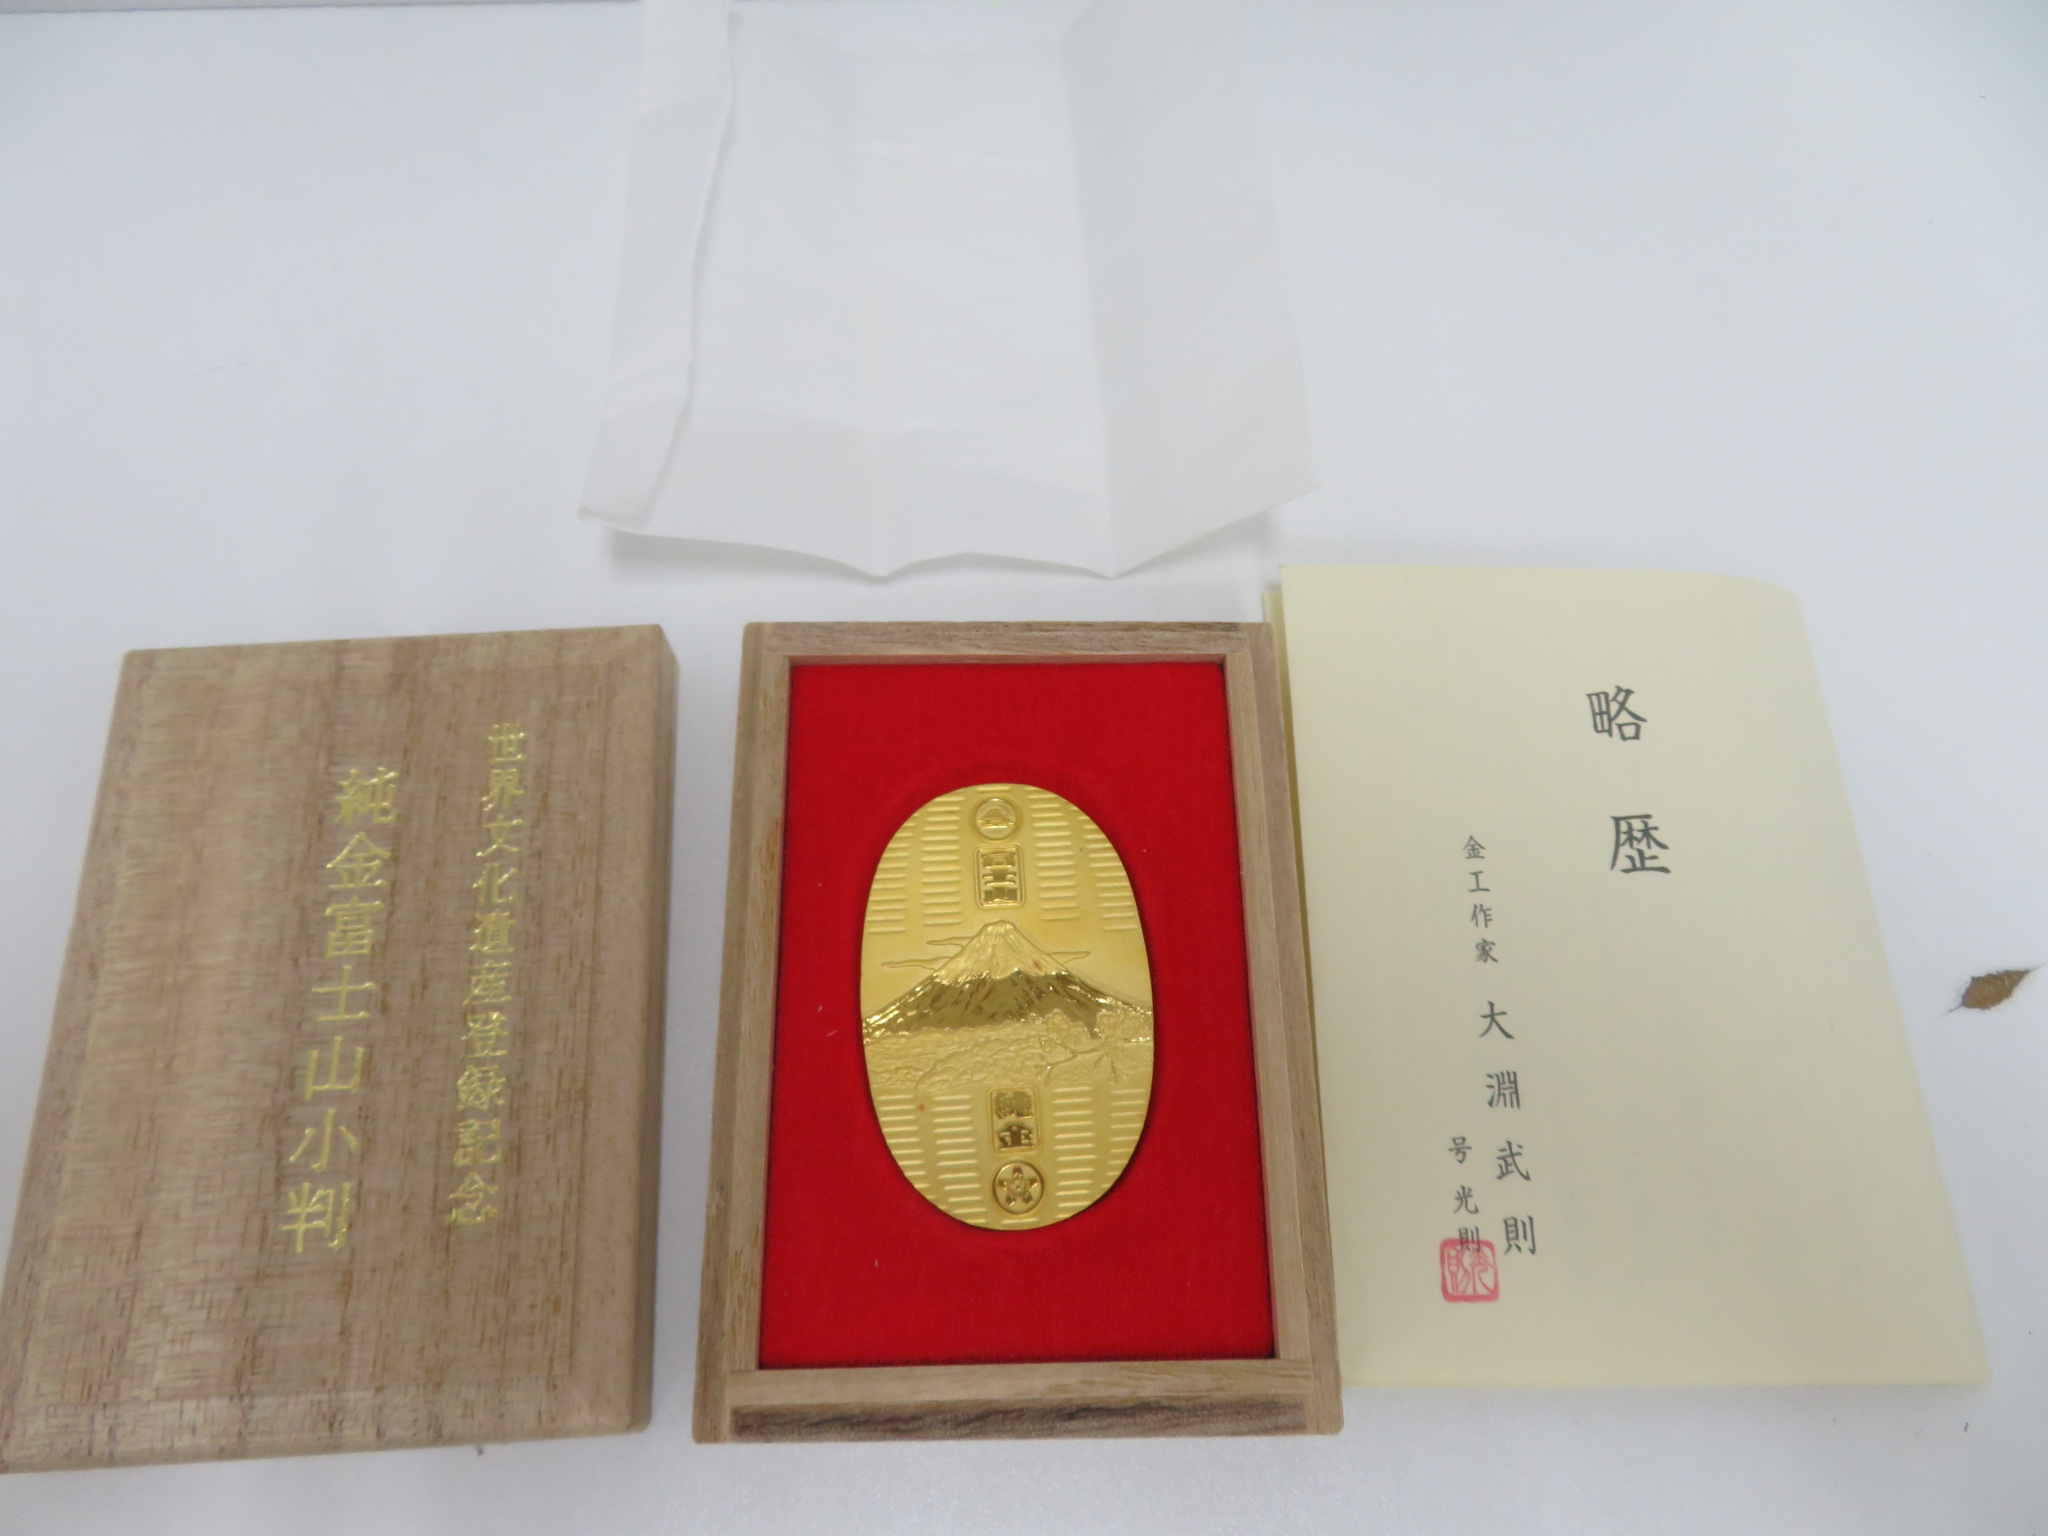 世界文化遺産登録記念
純金富士山小判
富士山
純金
略歴
金工作家 大淵武則
号 光則